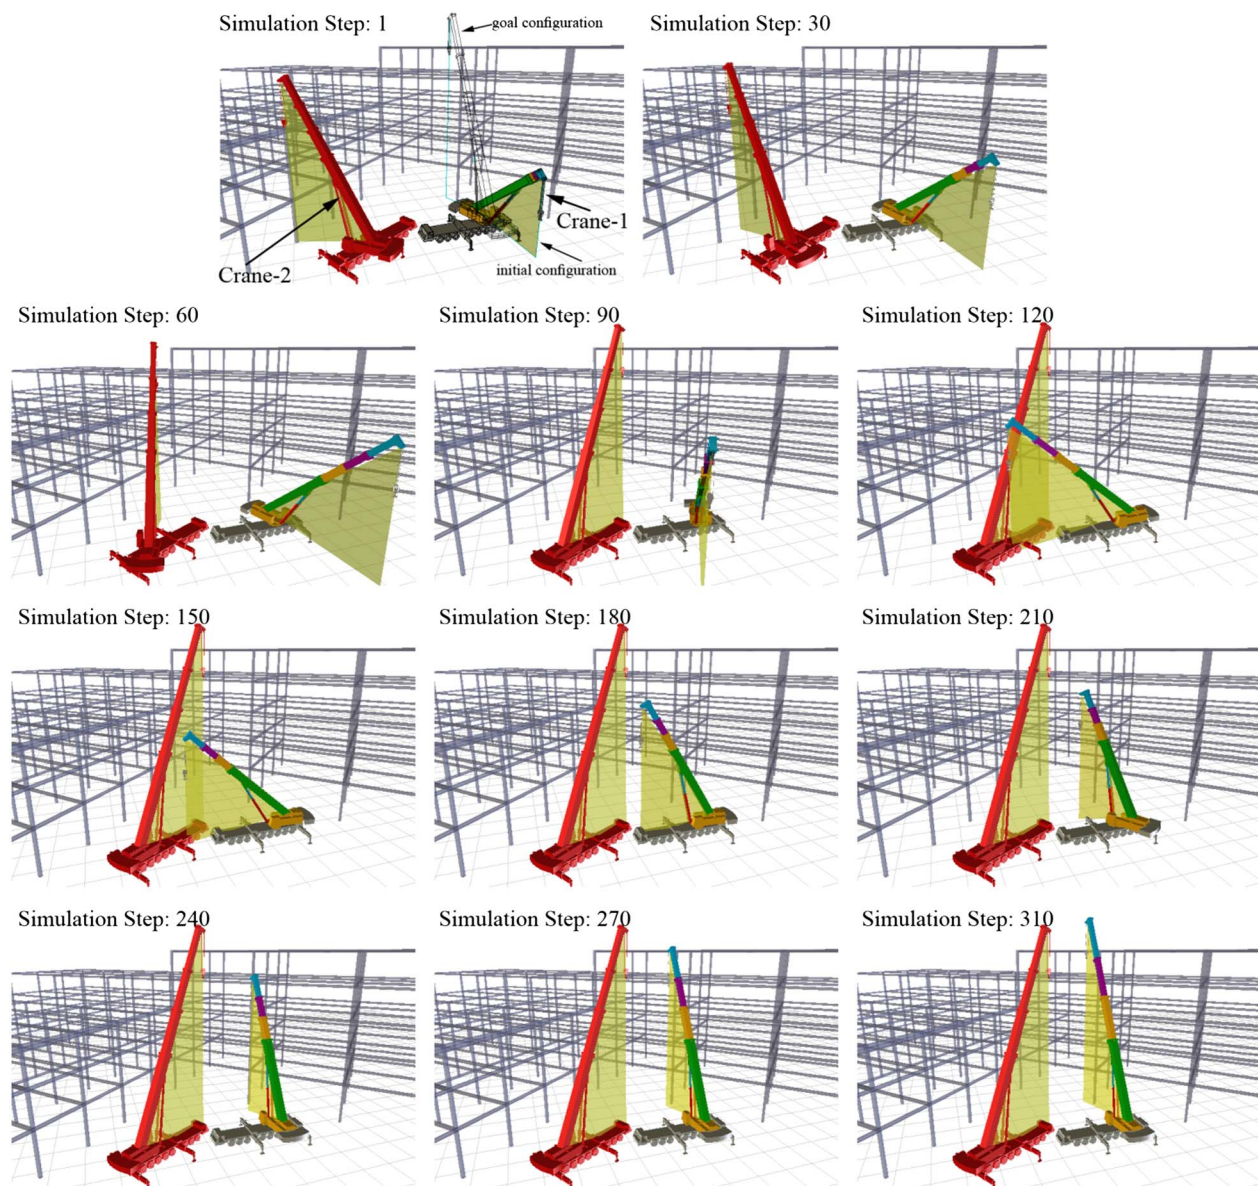 Simulation Step: 1
goal configuration
Crane-1
initial configuration
Crane-2
Simulation Step: 30
Simulation Step: 60
Simulation Step: 90
Simulation Step: 120
Simulation Step: 150
Simulation Step: 180
Simulation Step: 210
Simulation Step: 240
Simulation Step: 270
Simulation Step: 310